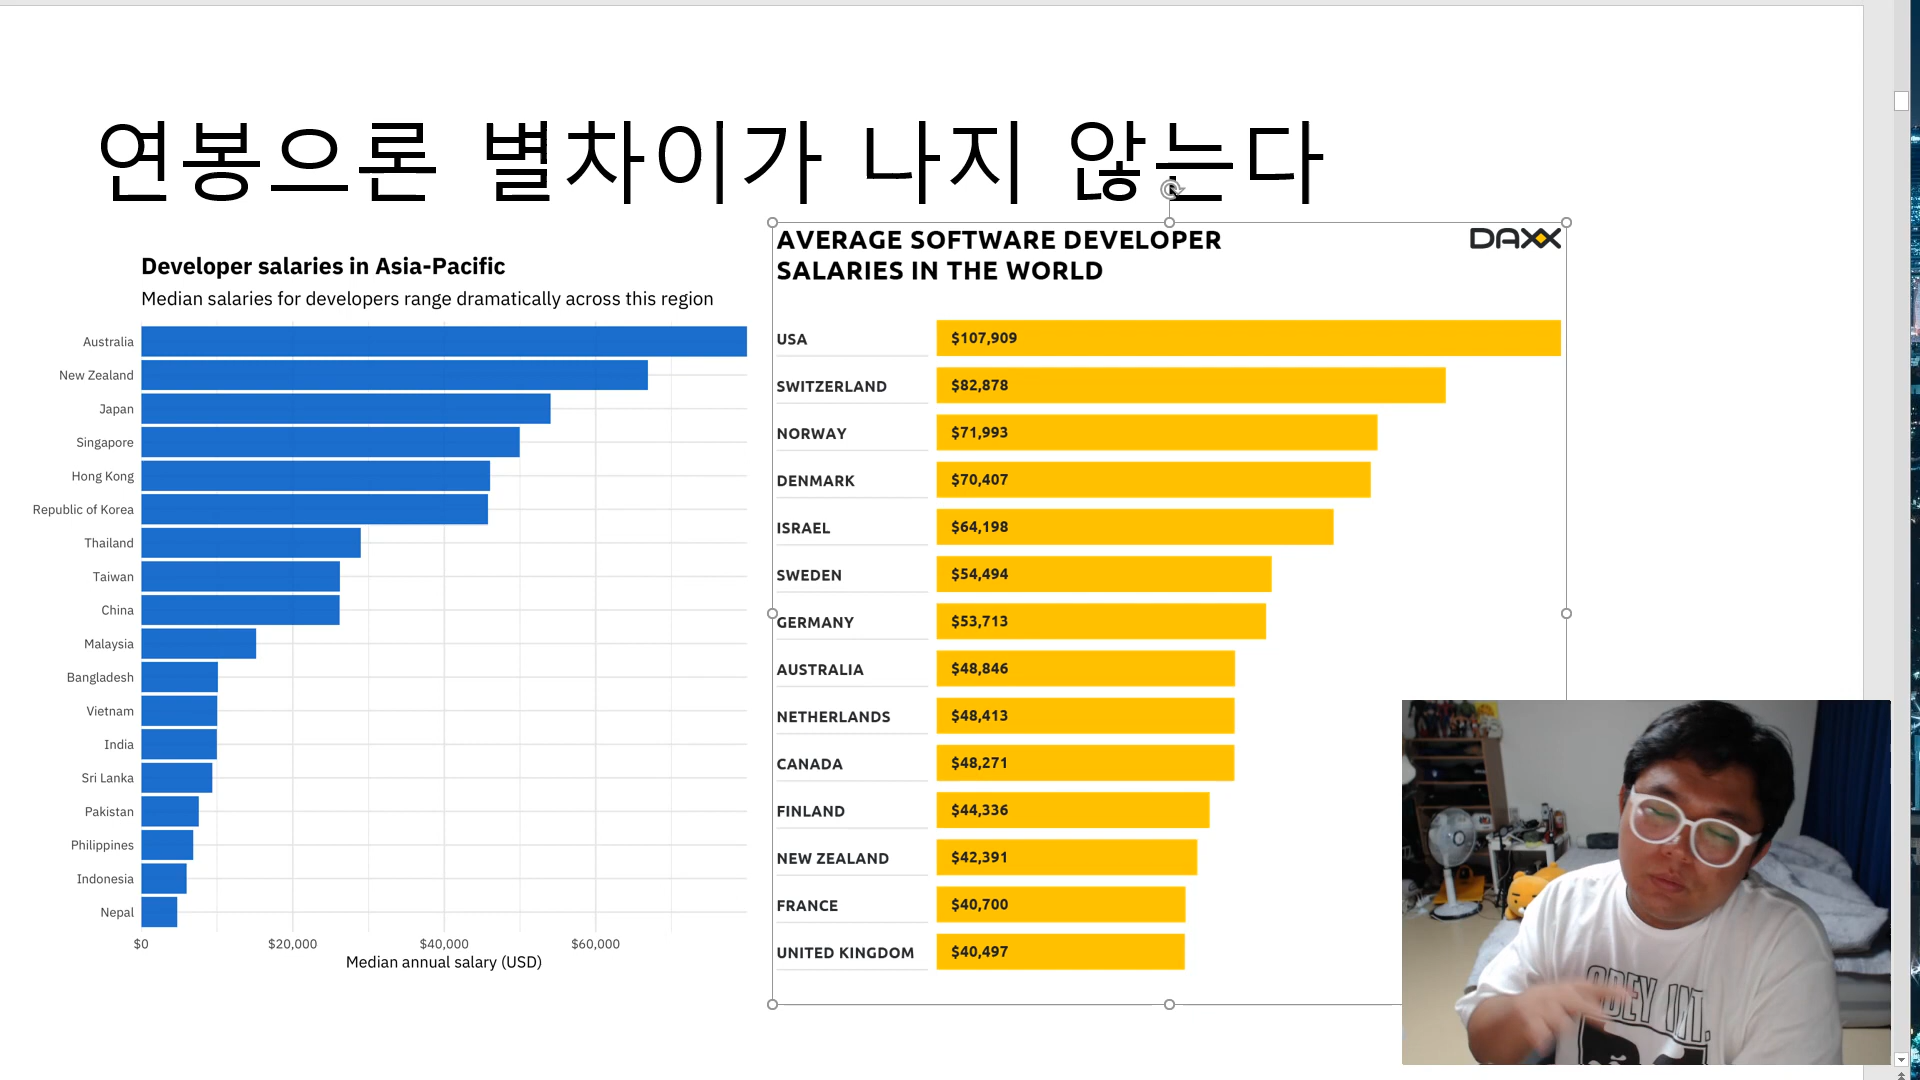 연봉으론 별차이가 나지 않는다
Developer salaries in Asia-Pacific
Median salaries for developers range dramatically across this region
Australia
New Zealand
Japan
Singapore
Hong Kong
Republic of Korea
Thailand
Taiwan
China
Malaysia
Bangladesh
Vietnam
India
Sri Lanka
Pakistan
Philippines
Indonesia
Nepal
$0 $20,000 $40,000 $60,000
Median annual salary (USD)
AVERAGE SOFTWARE DEVELOPER
SALARIES IN THE WORLD
DAXX
USA $107,909
SWITZERLAND $82,878
NORWAY $71,993
DENMARK $70,407
ISRAEL $64,198
SWEDEN $54,494
GERMANY $53,713
AUSTRALIA $48,846
NETHERLANDS $48,413
CANADA $48,271
FINLAND $44,336
NEW ZEALAND $42,391
FRANCE $40,700
UNITED KINGDOM $40,497
OBEY INT.